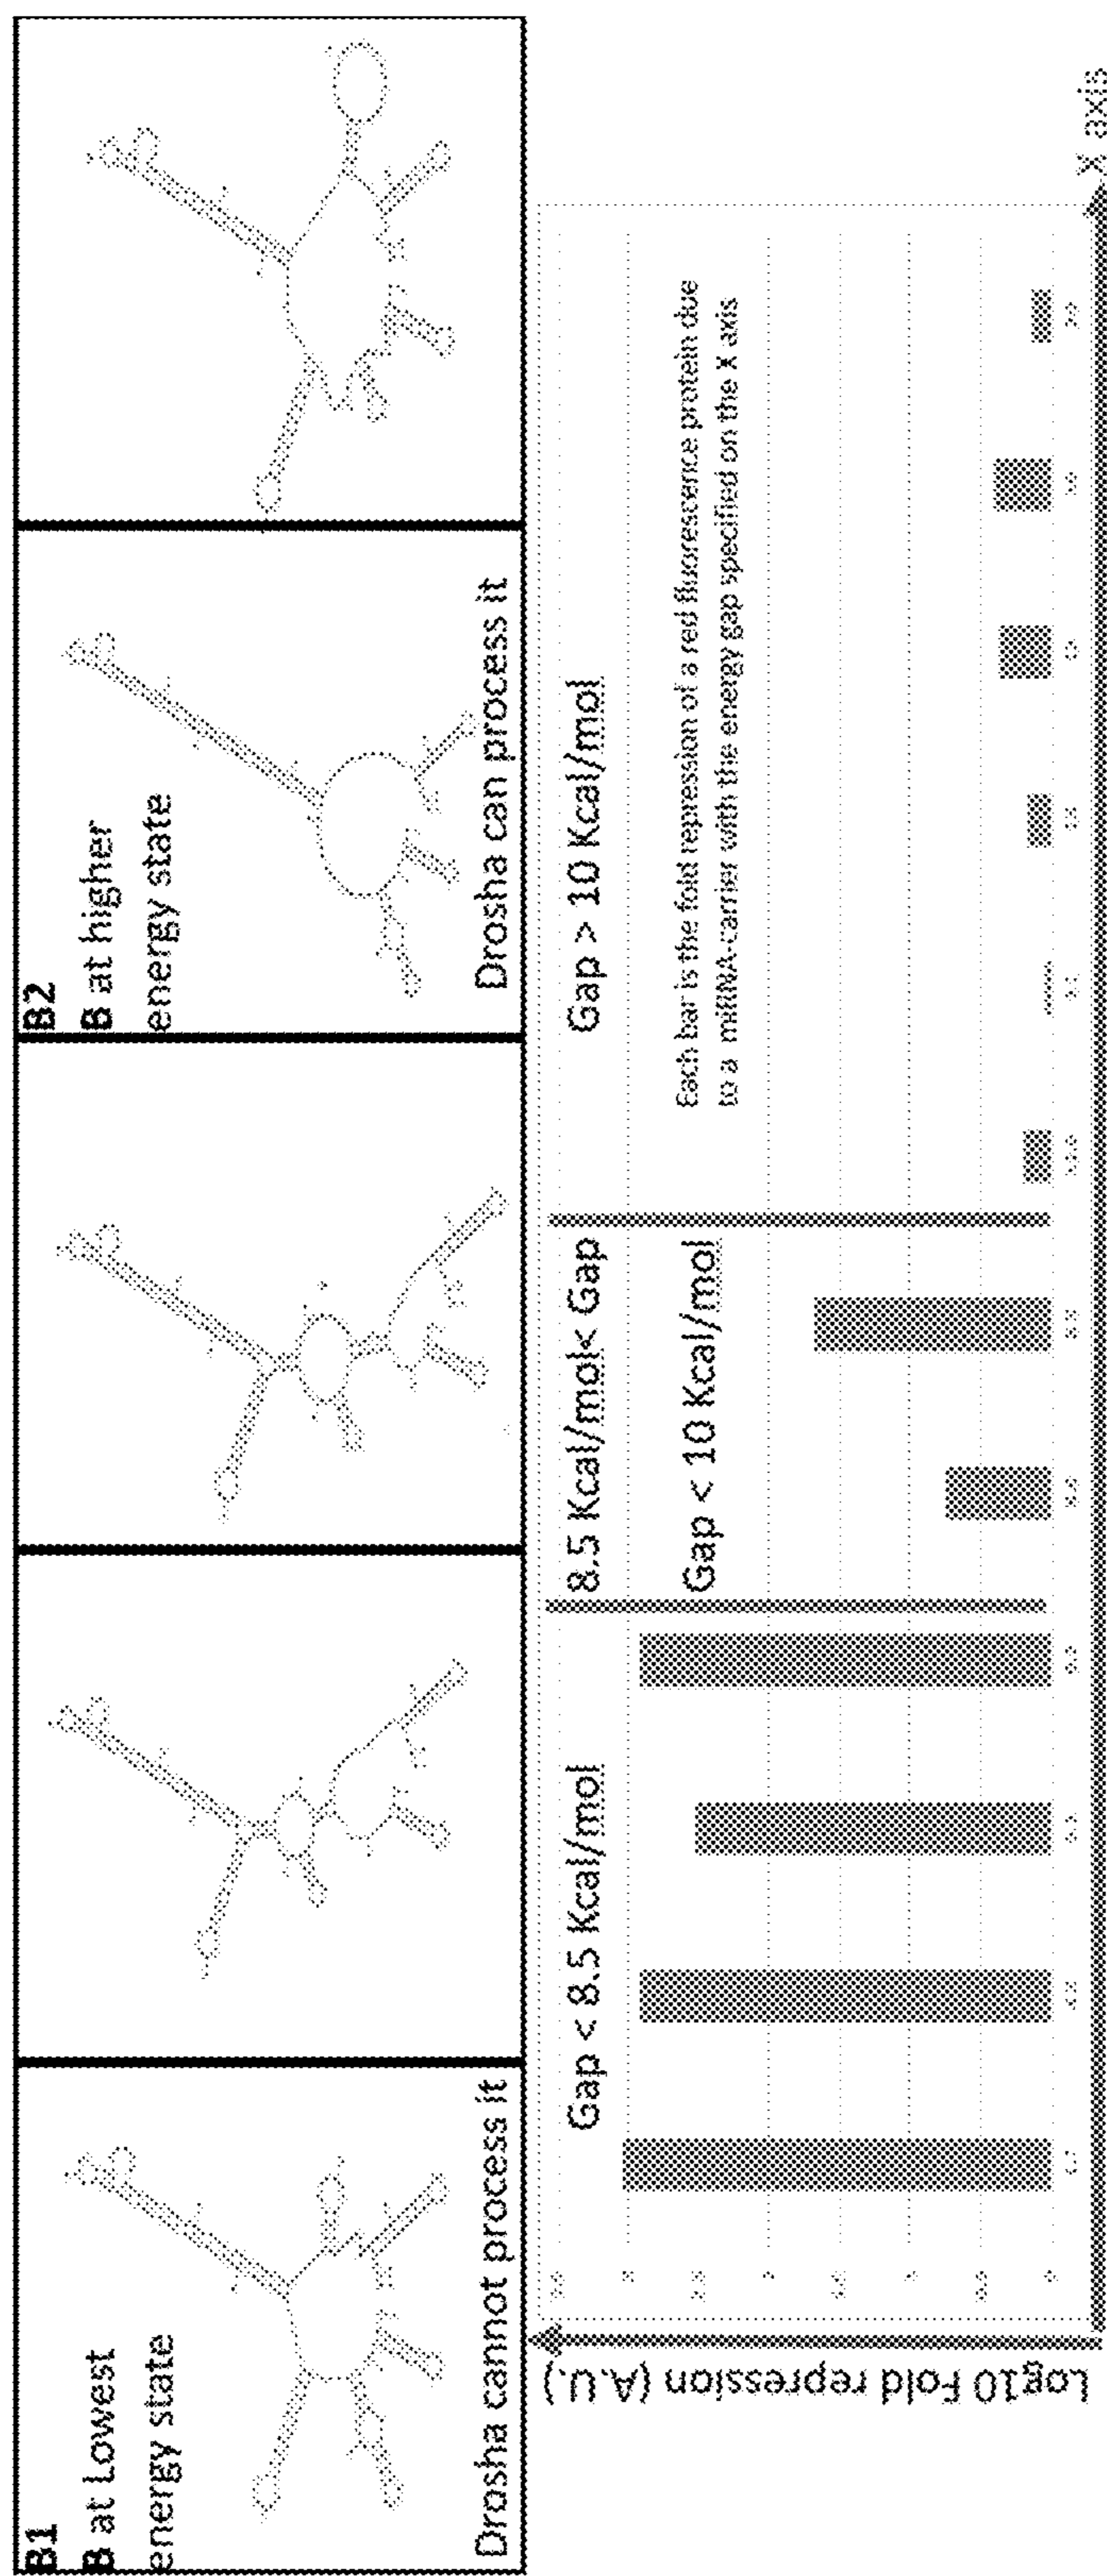 B1
B at Lowest
energy state
Drosha cannot process it
B2
B at higher
energy state
Drosha can process it
Log10 Fold repression (A.U.)
Gap < 8.5 Kcal/mol
8.5 Kcal/mol< Gap
Gap < 10 Kcal/mol
Gap > 10 Kcal/mol
Each bar is the fold repression of a red fluorescence protein due
to a miRNA-carrier with the energy gap specified on the X axis
X axis